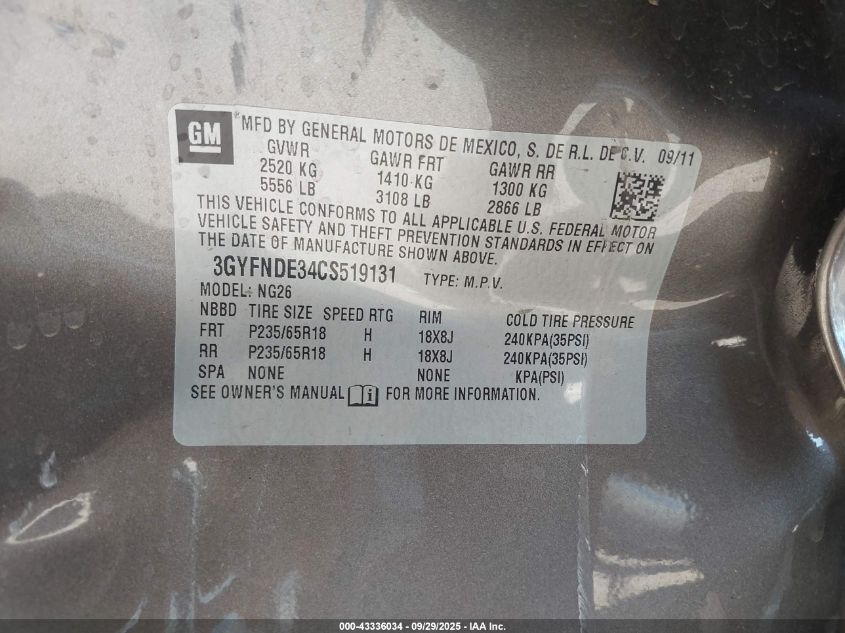 GM
® MFD BY GENERAL MOTORS DE MEXICO, S. DE R.L. DE C.V. 09/11
GVWR GAWR FRT GAWR RR
2520 KG 1410 KG 1300 KG
5556 LB 3108 LB 2866 LB
THIS VEHICLE CONFORMS TO ALL APPLICABLE U.S. FEDERAL MOTOR
VEHICLE SAFETY AND THEFT PREVENTION STANDARDS IN EFFECT ON
THE DATE OF MANUFACTURE SHOWN ABOVE.
3GYFNDE34CS519131 TYPE: M.P.V.
MODEL: NG26
NBBD TIRE SIZE SPEED RTG RIM COLD TIRE PRESSURE
FRT P235/65R18 H 18X8J 240KPA(35PSI)
RR P235/65R18 H 18X8J 240KPA(35PSI)
SPA NONE NONE KPA(PSI)
SEE OWNER'S MANUAL i FOR MORE INFORMATION.
000-43336034 / 09/29/2025 - IAA Inc.